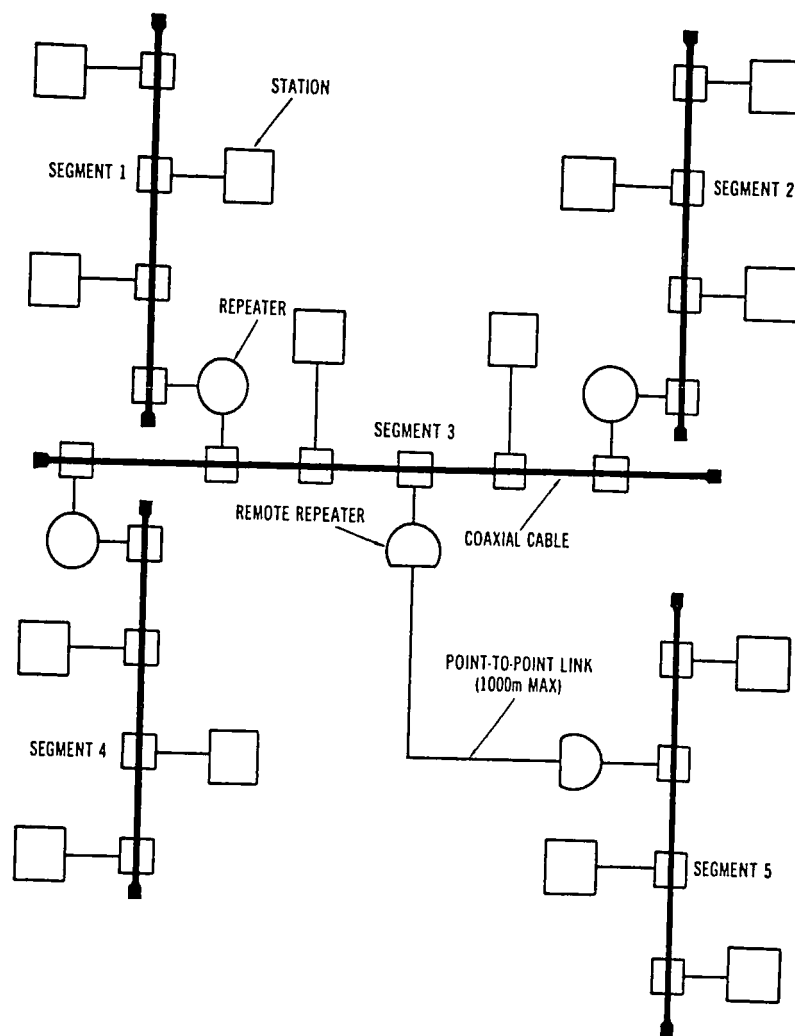 STATION
SEGMENT 1
SEGMENT 2
REPEATER
SEGMENT 3
REMOTE REPEATER
COAXIAL CABLE
POINT-TO-POINT LINK
(1000m MAX)
SEGMENT 4
SEGMENT 5